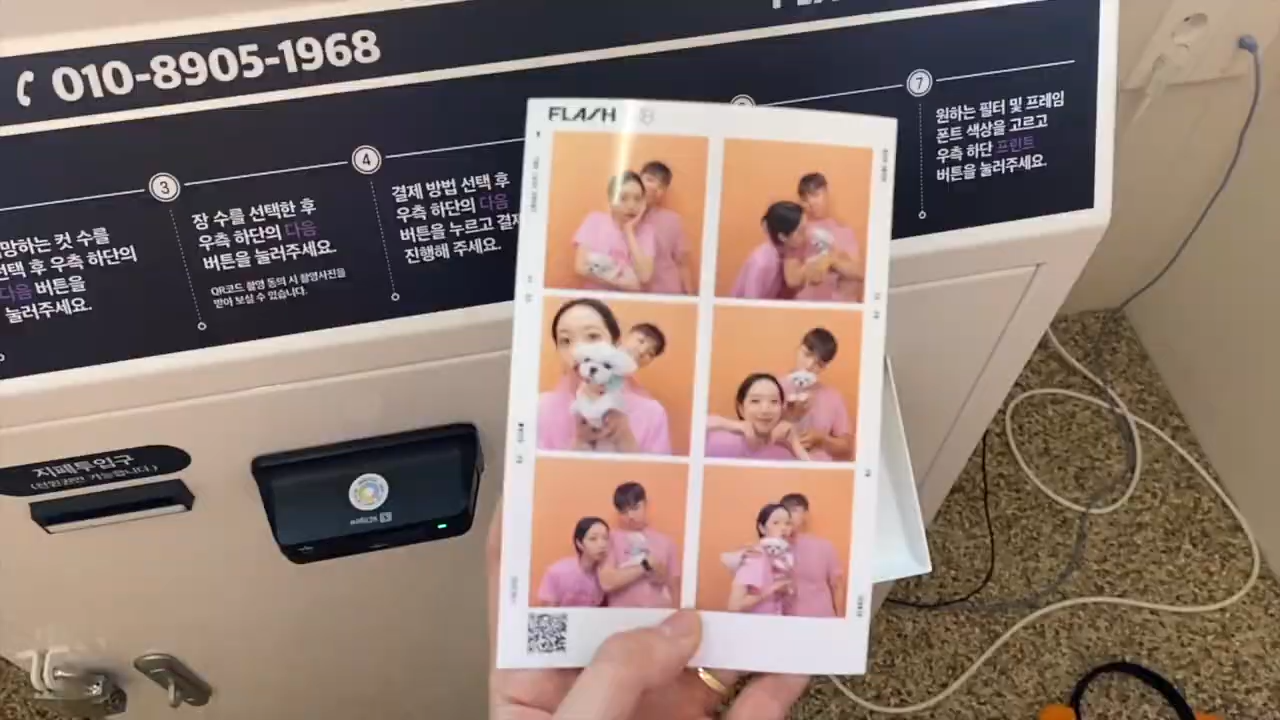 010-8905-1968
3
망하는 컷 수를
선택 후 우측 하단의
다음 버튼을
눌러주세요.
장 수를 선택한 후
우측 하단의 다음
버튼을 눌러주세요.
QR코드 촬영 동의 시 촬영사진을
받아 보실 수 있습니다.
4
결제 방법 선택 후
우측 하단의 다음
버튼을 누르고 결제
진행해 주세요.
7
원하는 필터 및 프레임
폰트 색상을 고르고
우측 하단 프린트
버튼을 눌러주세요.
FLASH
지폐투입구